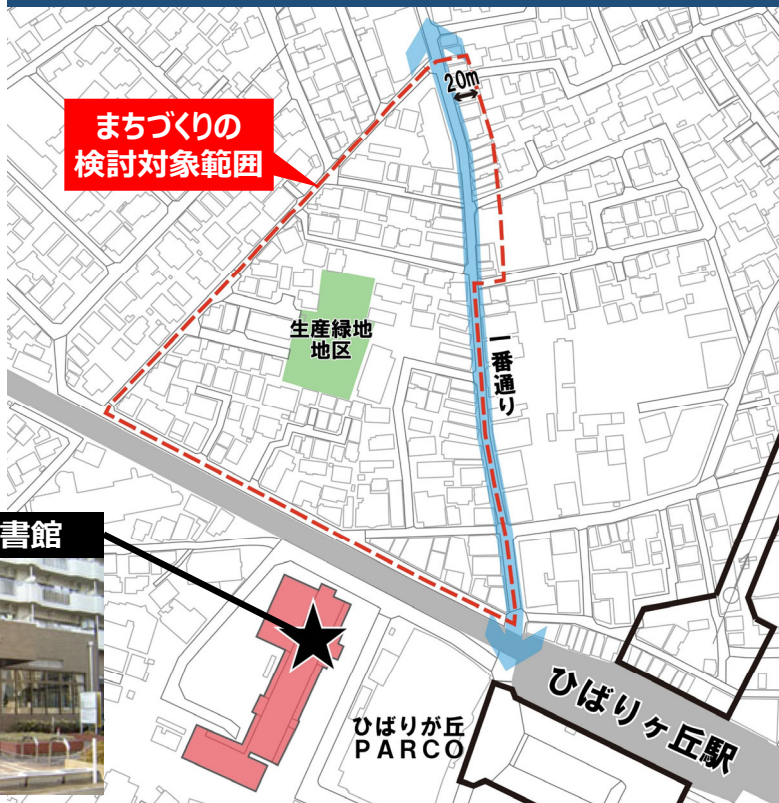 20m
まちづくりの
検討対象範囲
生産緑地
地区
一番通り
書館
ひばりが丘
PARCO
ひばりヶ丘駅